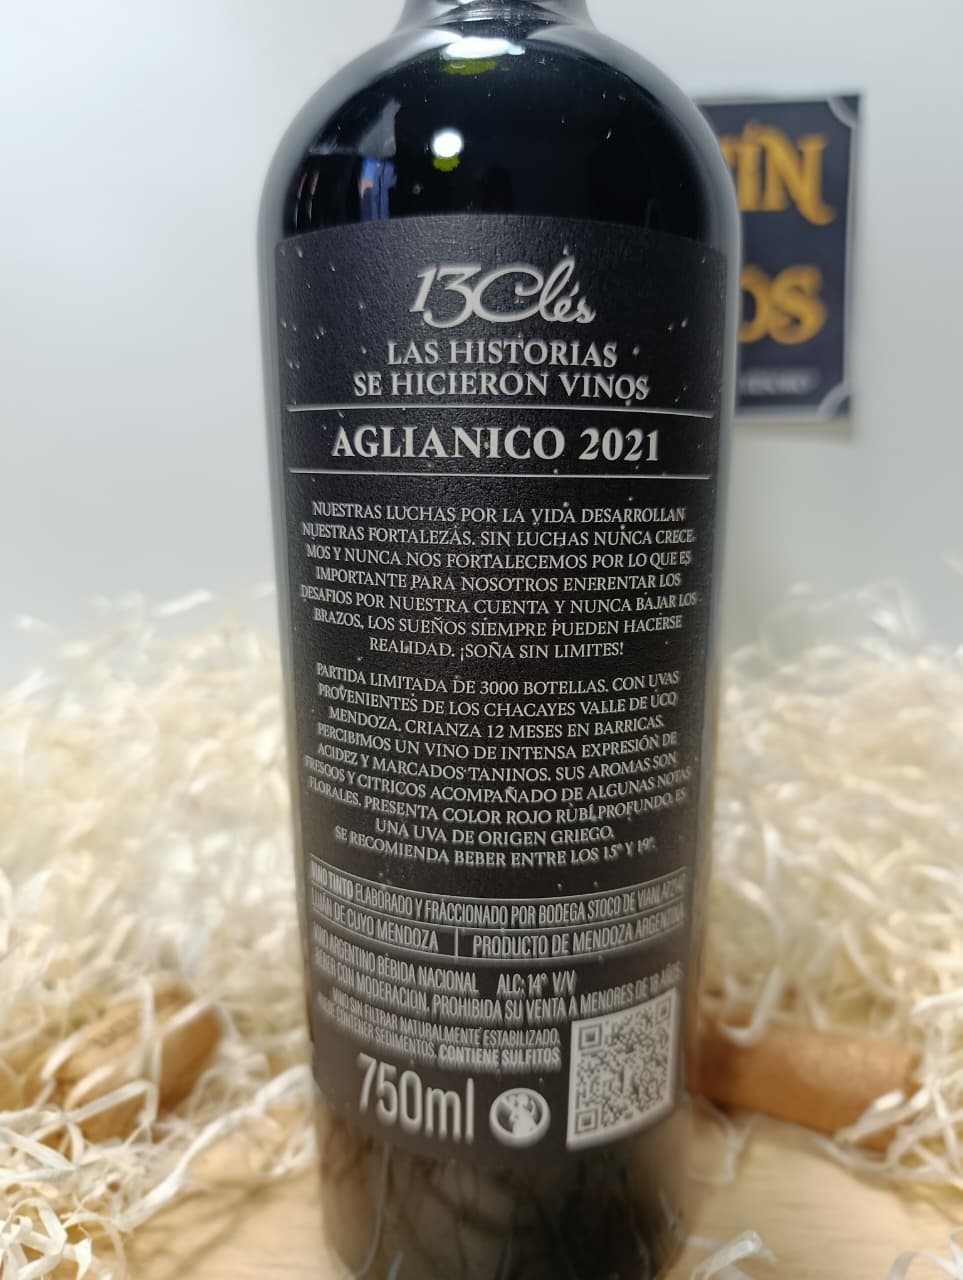 13Clés
LAS HISTORIAS
SE HICIERON VINOS
AGLIANICO 2021
NUESTRAS LUCHAS POR LA VIDA DESARROLLAN
NUESTRAS FORTALEZAS. SIN LUCHAS NUNCA CRECE-
MOS Y NUNCA NOS FORTALECEMOS POR LO QUE ES
IMPORTANTE PARA NOSOTROS ENFRENTAR LOS
DESAFIOS POR NUESTRA CUENTA Y NUNCA BAJAR LOS
BRAZOS, LOS SUEÑOS SIEMPRE PUEDEN HACERSE
REALIDAD. ¡SOÑA SIN LIMITES!
PARTIDA LIMITADA DE 3000 BOTELLAS. CON UVAS
PROVENIENTES DE LOS CHACAYES VALLE DE UCO
MENDOZA. CRIANZA 12 MESES EN BARRICAS.
PERCIBIMOS UN VINO DE INTENSA EXPRESIÓN DE
ACIDEZ Y MARCADOS TANINOS. SUS AROMAS SON
FRESCOS Y CITRICOS ACOMPAÑADO DE ALGUNAS NOTAS
FLORALES. PRESENTA COLOR ROJO RUBÍ PROFUNDO. ES
UNA UVA DE ORIGEN GRIEGO.
SE RECOMIENDA BEBER ENTRE LOS 15° Y 19°.
VINO TINTO ELABORADO Y FRACCIONADO POR BODEGA STOCO DE VIANI,
LUJÁN DE CUYO MENDOZA | PRODUCTO DE MENDOZA ARGENTINA
VINO ARGENTINO BEBIDA NACIONAL ALC: 14° V/V
BEBER CON MODERACION. PROHIBIDA SU VENTA A MENORES DE 18 AÑOS.
VINO SIN FILTRAR NATURALMENTE ESTABILIZADO.
PUEDE CONTENER SEDIMENTOS. CONTIENE SULFITOS
750ml
ÍN
OS